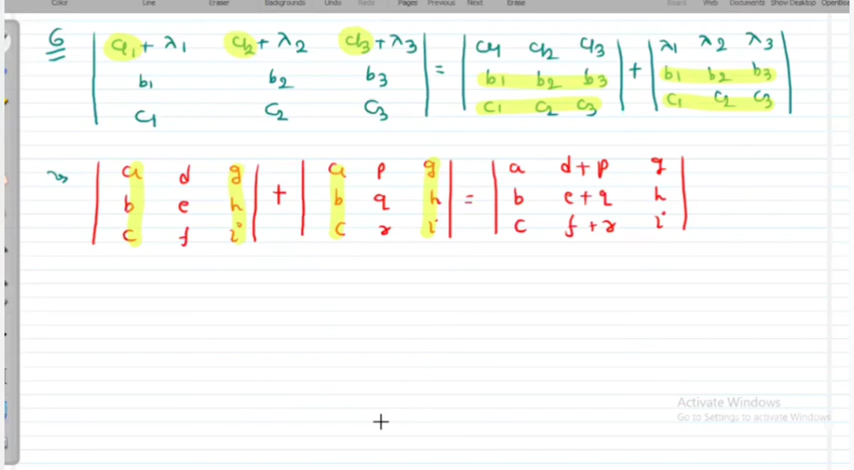 Color Line Eraser Backgrounds Undo Redo Pages Previous Next Erase Board Web Documents Show Desktop OpenBoa
6 | a1 + λ1 a2 + λ2 a3 + λ3 | = | a1 a2 a3 | + | λ1 λ2 λ3 |
b1 b2 b3 b1 b2 b3 b1 b2 b3
c1 c2 c3 c1 c2 c3 c1 c2 c3
| a d g | + | a p g | = | a d+p g |
b e h b q h b e+q h
c f i c r i c f+r i
Activate Windows
Go to Settings to activate Windows